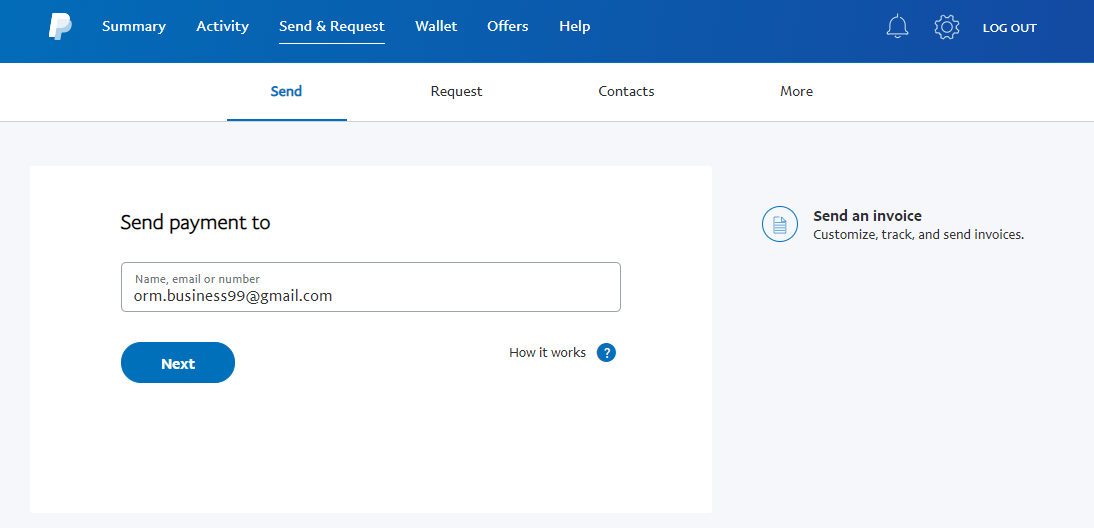 Summary Activity Send & Request Wallet Offers Help LOG OUT
Send Request Contacts More
Send payment to
Name, email or number
orm.business99@gmail.com
Next
How it works ?
Send an invoice
Customize, track, and send invoices.